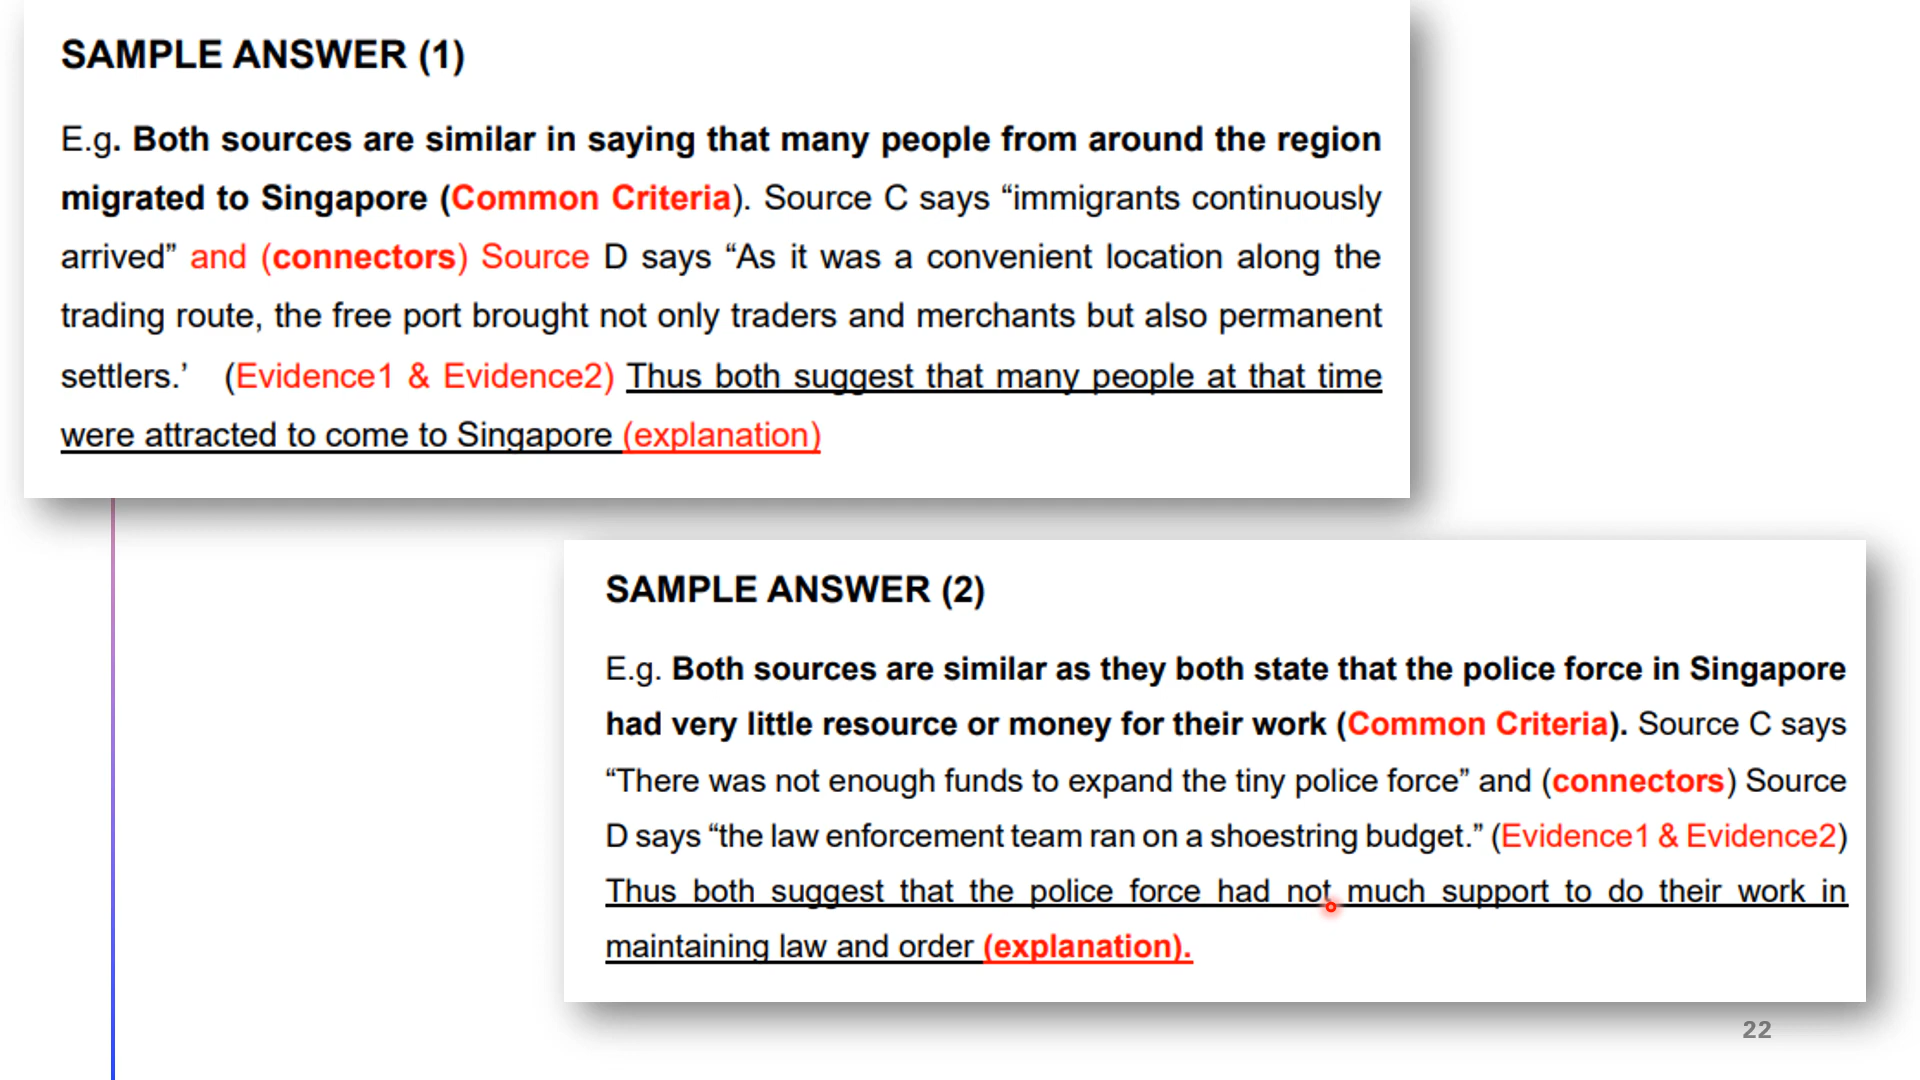 SAMPLE ANSWER (1)
E.g. Both sources are similar in saying that many people from around the region
migrated to Singapore (Common Criteria). Source C says “immigrants continuously
arrived” and (connectors) Source D says “As it was a convenient location along the
trading route, the free port brought not only traders and merchants but also permanent
settlers.’ (Evidence1 & Evidence2) Thus both suggest that many people at that time
were attracted to come to Singapore (explanation)
SAMPLE ANSWER (2)
E.g. Both sources are similar as they both state that the police force in Singapore
had very little resource or money for their work (Common Criteria). Source C says
“There was not enough funds to expand the tiny police force” and (connectors) Source
D says “the law enforcement team ran on a shoestring budget.” (Evidence1 & Evidence2)
Thus both suggest that the police force had not much support to do their work in
maintaining law and order (explanation).
22